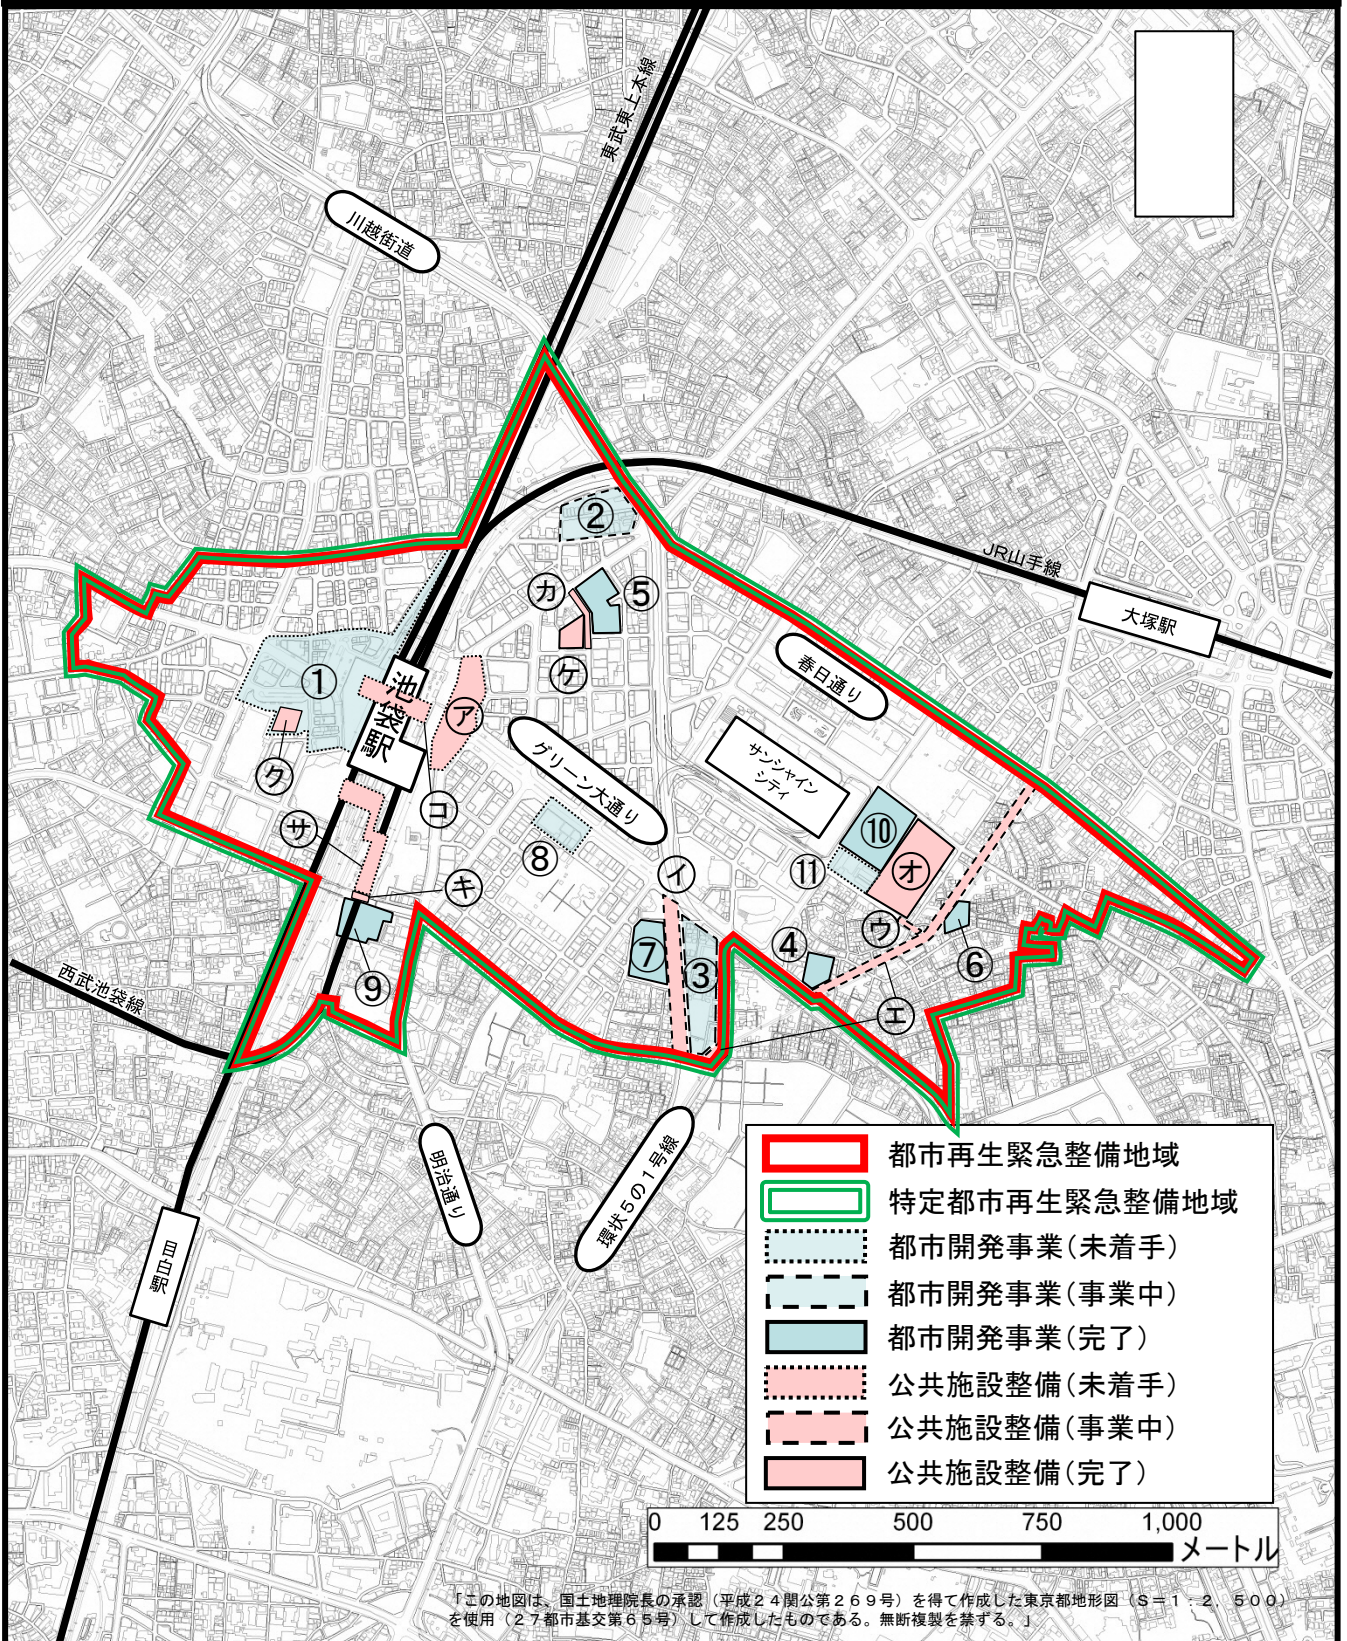 東武東上本線
川越街道
②
JR山手線
カ
⑤
大塚駅
ケ
春日通り
①
池袋駅
ア
ク
グリーン大通り
サンシャイン
シティ
コ
サ
⑧
⑩
⑪
オ
イ
キ
ウ
④
⑥
⑦
③
⑨
西武池袋線
エ
明治通り
環状5の1号線
目白駅
都市再生緊急整備地域
特定都市再生緊急整備地域
都市開発事業(未着手)
都市開発事業(事業中)
都市開発事業(完了)
公共施設整備(未着手)
公共施設整備(事業中)
公共施設整備(完了)
0 125 250 500 750 1,000
メートル
「この地図は、国土地理院長の承認(平成24関公第269号)を得て作成した東京都地形図(S=1:2,500)
を使用(27都市基交第65号)して作成したものである。無断複製を禁ずる。」